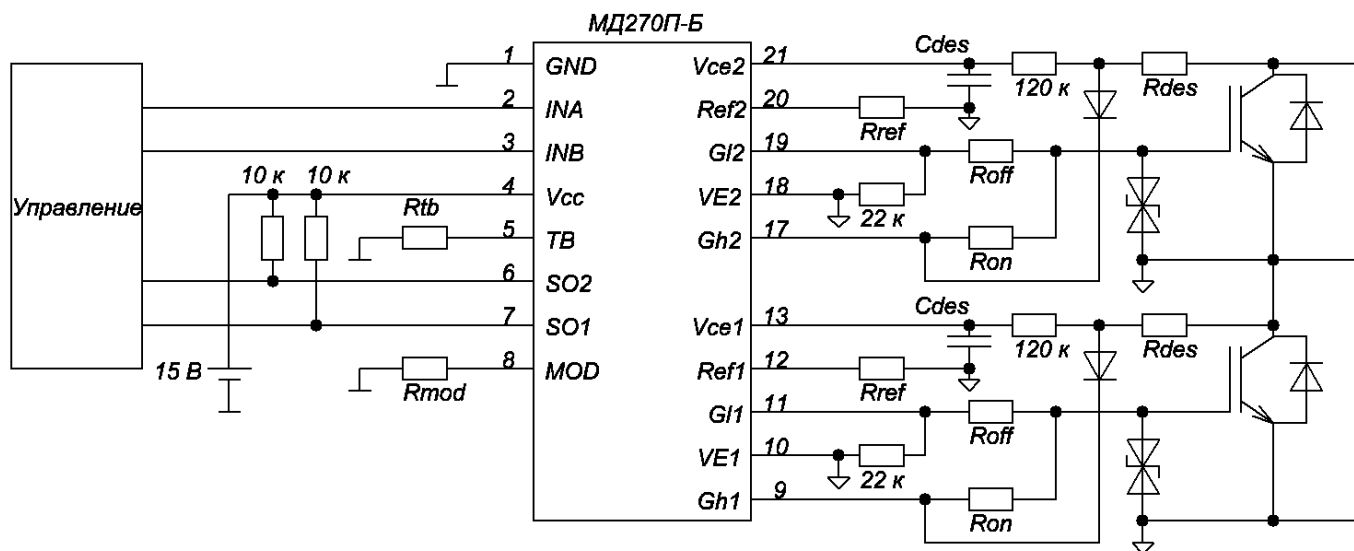 МД270П-Б
Управление
1 GND
2 INA
3 INB
4 Vcc
5 TB
6 SO2
7 SO1
8 MOD
10 к 10 к
Rtb
15 В
Rmod
Vce2 21
Ref2 20
Gl2 19
VE2 18
Gh2 17
Vce1 13
Ref1 12
Gl1 11
VE1 10
Gh1 9
Cdes
120 к
Rdes
Rref
Roff
22 к
Ron
Cdes
120 к
Rdes
Rref
Roff
22 к
Ron